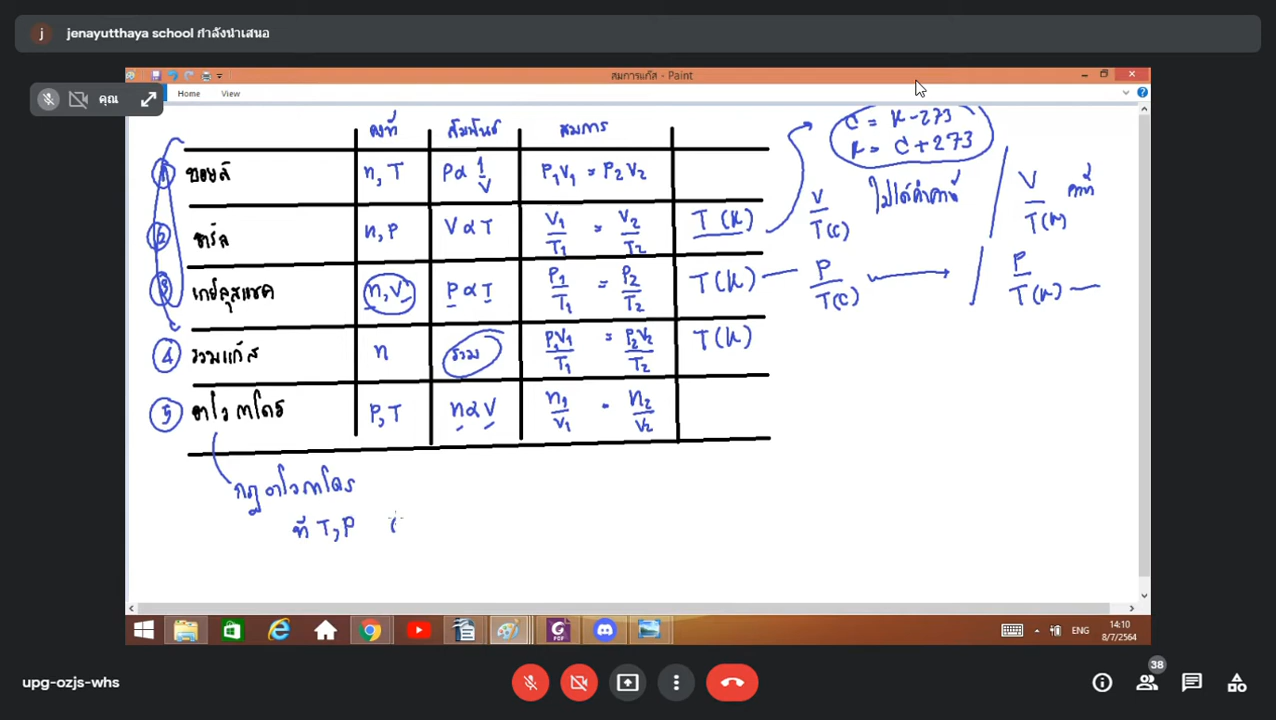 j jenayutthaya school กำลังนำเสนอ
สมการแก๊ส - Paint
คุณ
Home View
คงที่ สัมพันธ์ สมการ
C = K-273
K = C+273
① บอยล์ n, T P∝ 1/V P₁V₁ = P₂V₂
② ชาร์ล n, P V∝T V₁/T₁ = V₂/T₂ T (K) V/T(C) ไม่ได้ค่าคงที่ V/T(K) คงที่
③ เกย์ลูสแซค n, V P∝T P₁/T₁ = P₂/T₂ T(K) P/T(C) P/T(K)
④ รวมแก๊ส n รวม P₁V₁/T₁ = P₂V₂/T₂ T(K)
⑤ อาโวกาโดร P, T n∝V n₁/V₁ = n₂/V₂
กฎอาโวกาโดร
ที่ T, P
ENG
14:10
8/7/2564
38
upg-ozjs-whs